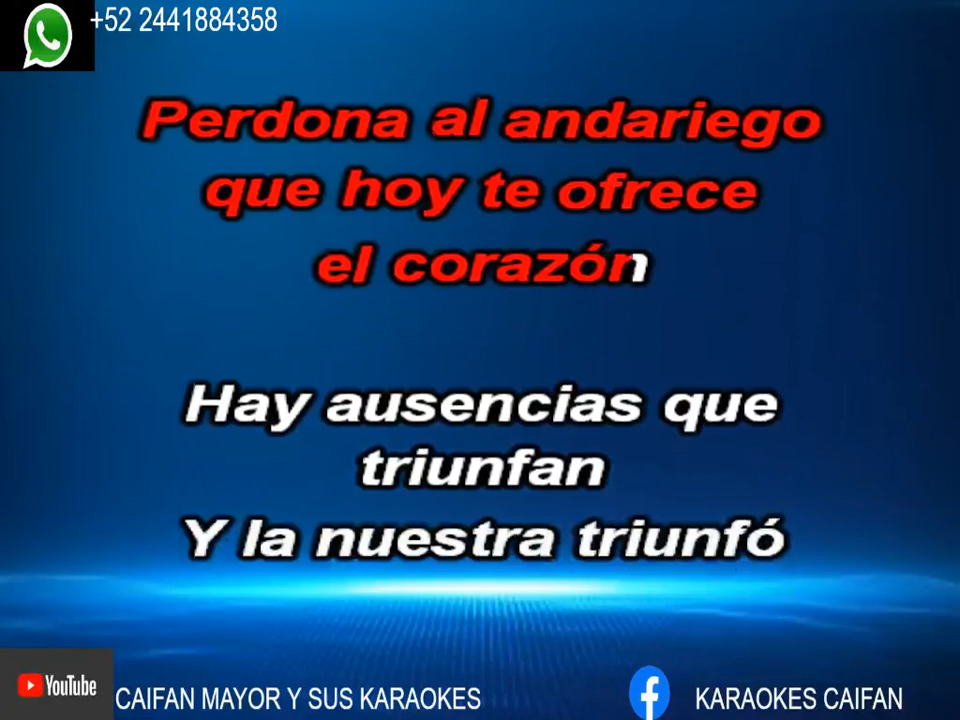 +52 2441884358
Perdona al andariego
que hoy te ofrece
el corazón
Hay ausencias que
triunfan
Y la nuestra triunfó
YouTube CAIFAN MAYOR Y SUS KARAOKES
f KARAOKES CAIFAN